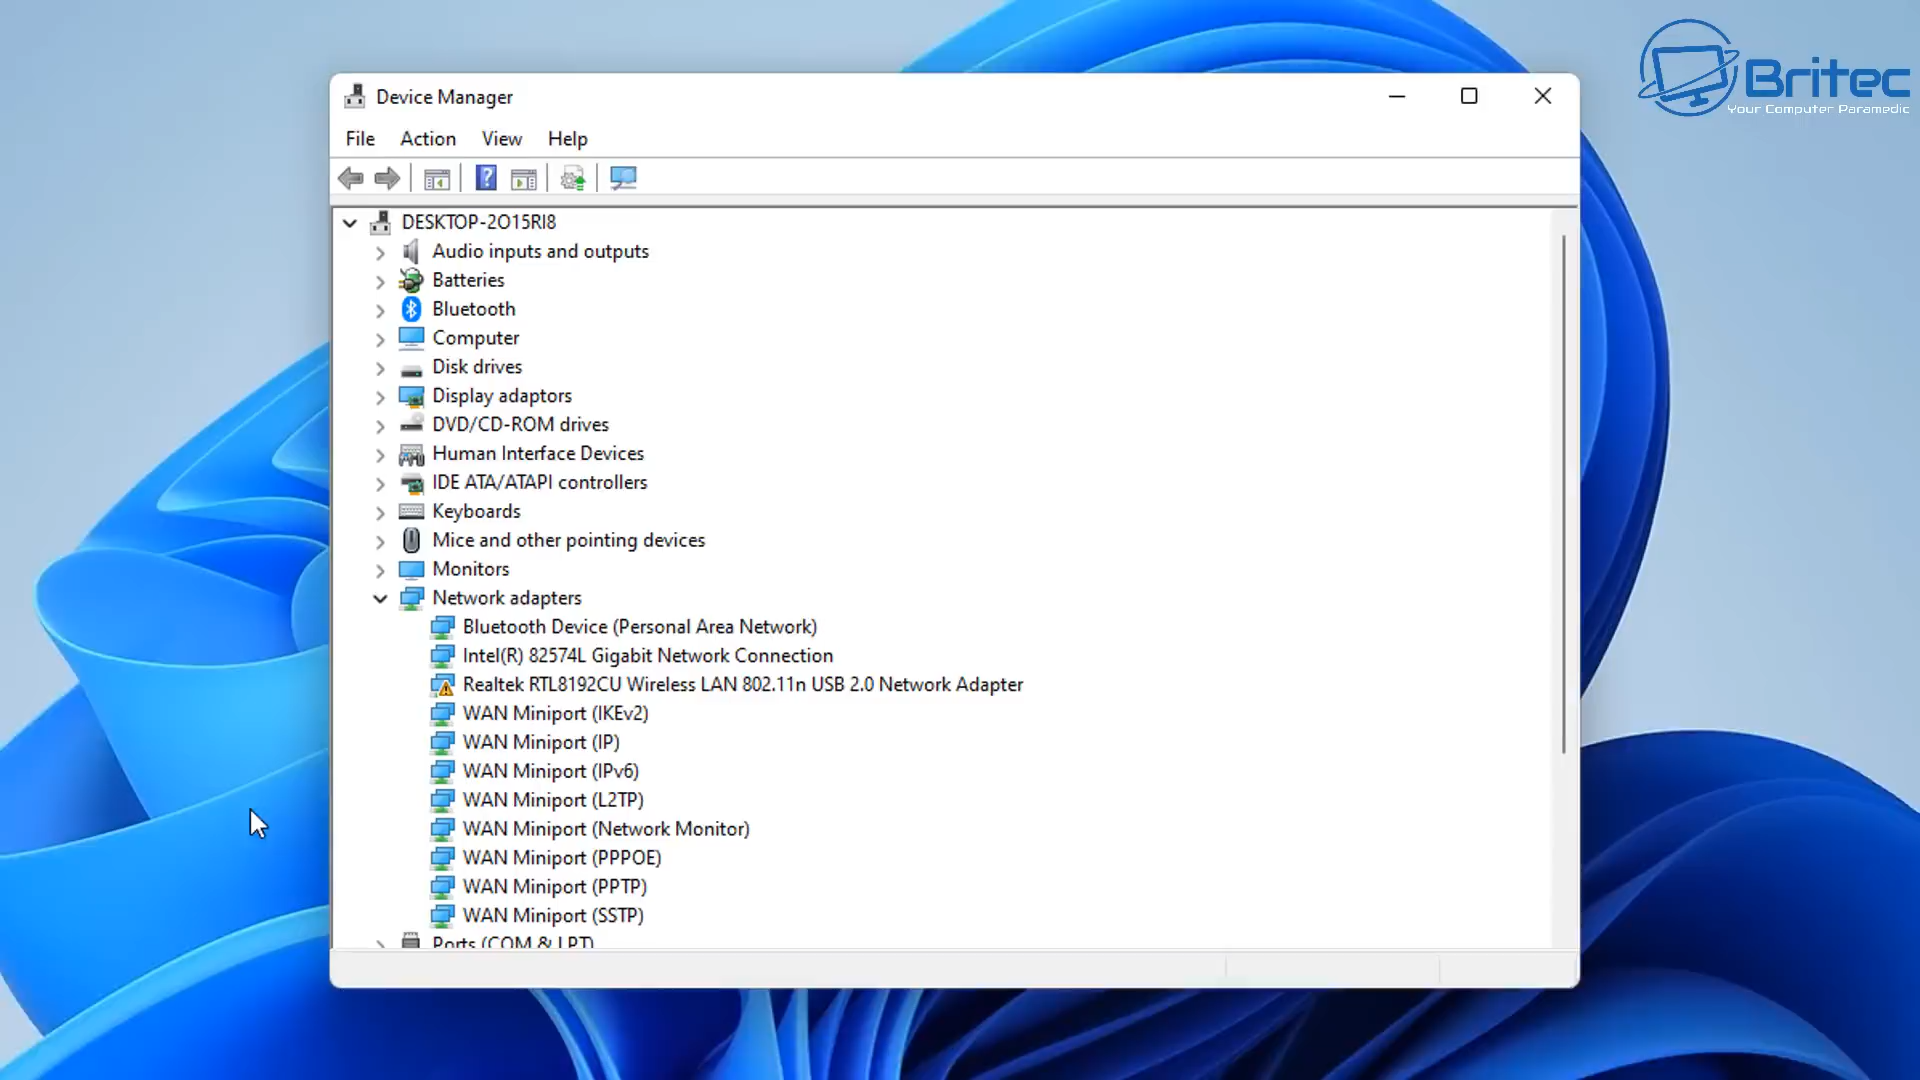 Britec
Your Computer Paramedic
Device Manager
File Action View Help
DESKTOP-2O15RI8
Audio inputs and outputs
Batteries
Bluetooth
Computer
Disk drives
Display adaptors
DVD/CD-ROM drives
Human Interface Devices
IDE ATA/ATAPI controllers
Keyboards
Mice and other pointing devices
Monitors
Network adapters
Bluetooth Device (Personal Area Network)
Intel(R) 82574L Gigabit Network Connection
Realtek RTL8192CU Wireless LAN 802.11n USB 2.0 Network Adapter
WAN Miniport (IKEv2)
WAN Miniport (IP)
WAN Miniport (IPv6)
WAN Miniport (L2TP)
WAN Miniport (Network Monitor)
WAN Miniport (PPPOE)
WAN Miniport (PPTP)
WAN Miniport (SSTP)
Ports (COM & LPT)